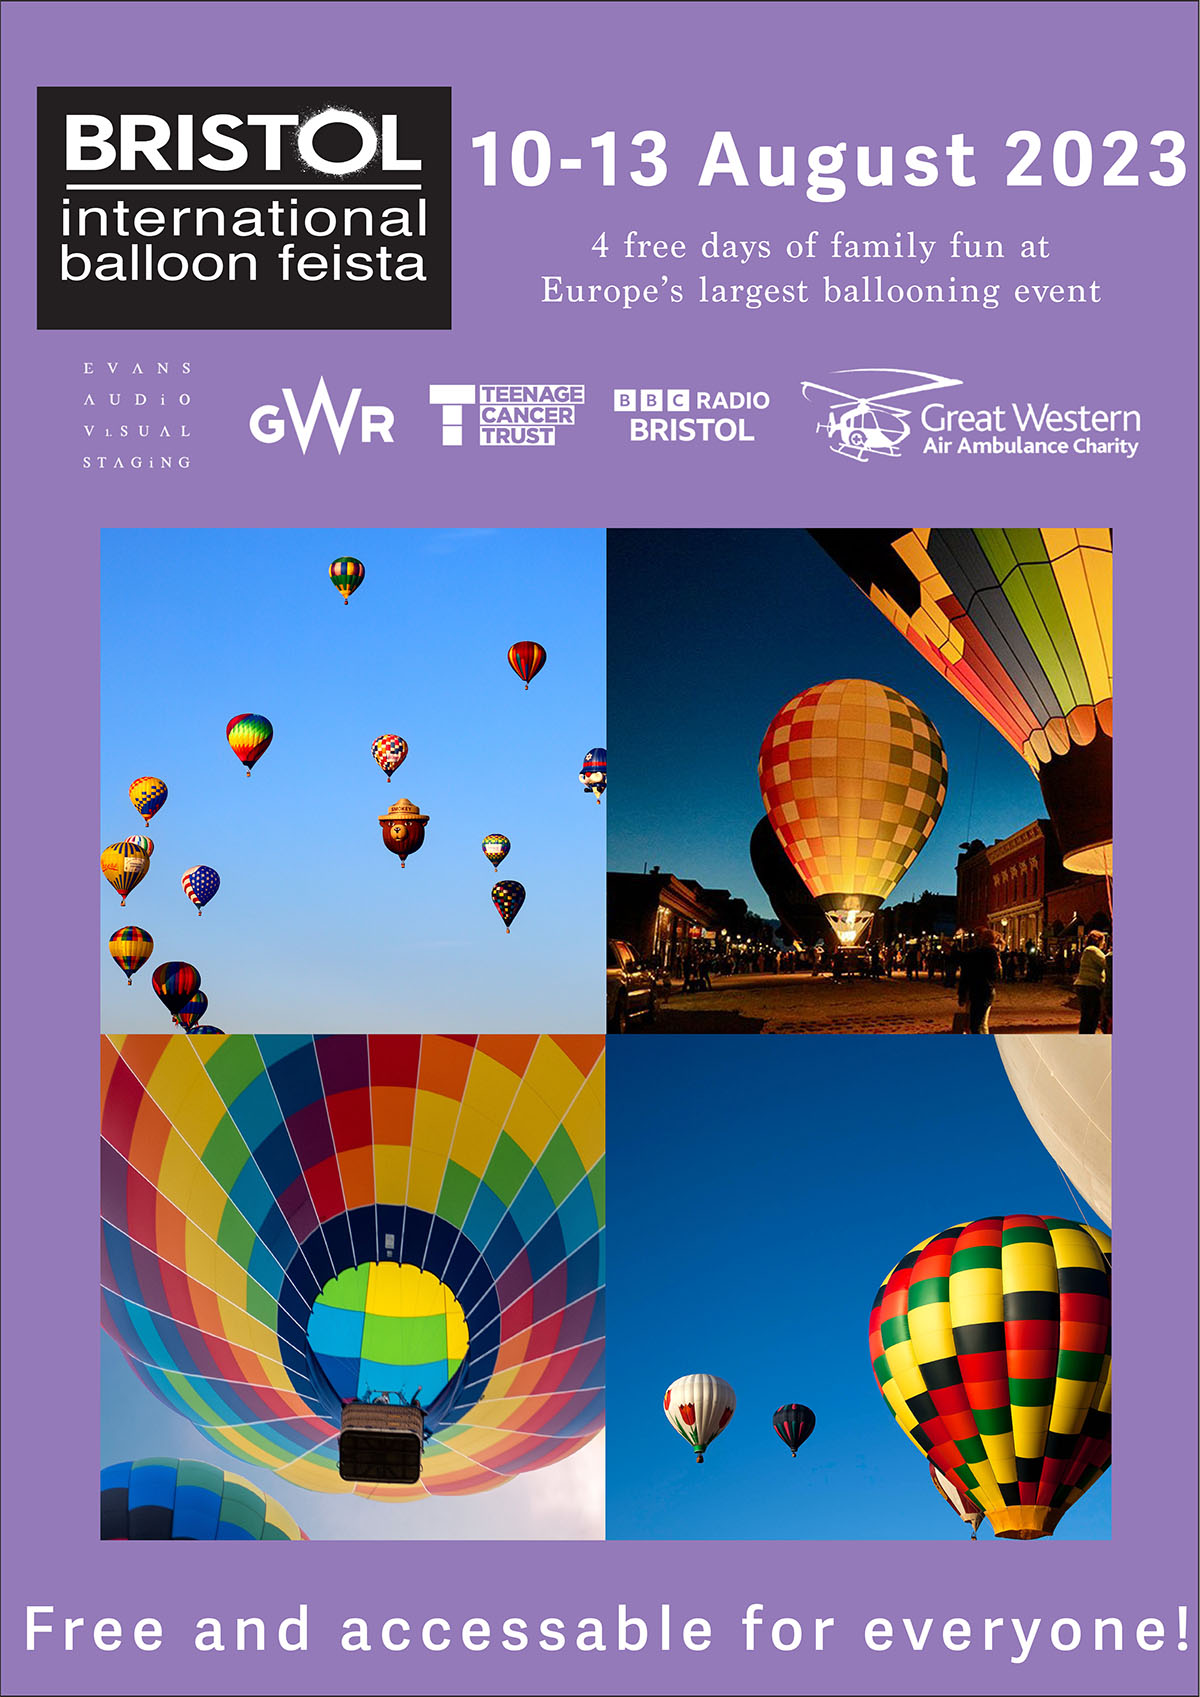 BRISTOL
international
balloon feista
10-13 August 2023
4 free days of family fun at
Europe's largest ballooning event
EVANS
AUDiO
ViSUAL
STAGiNG
GWR
TEENAGE
CANCER
TRUST
BBC RADIO
BRISTOL
Great Western
Air Ambulance Charity
SMOKEY
Free and accessable for everyone!